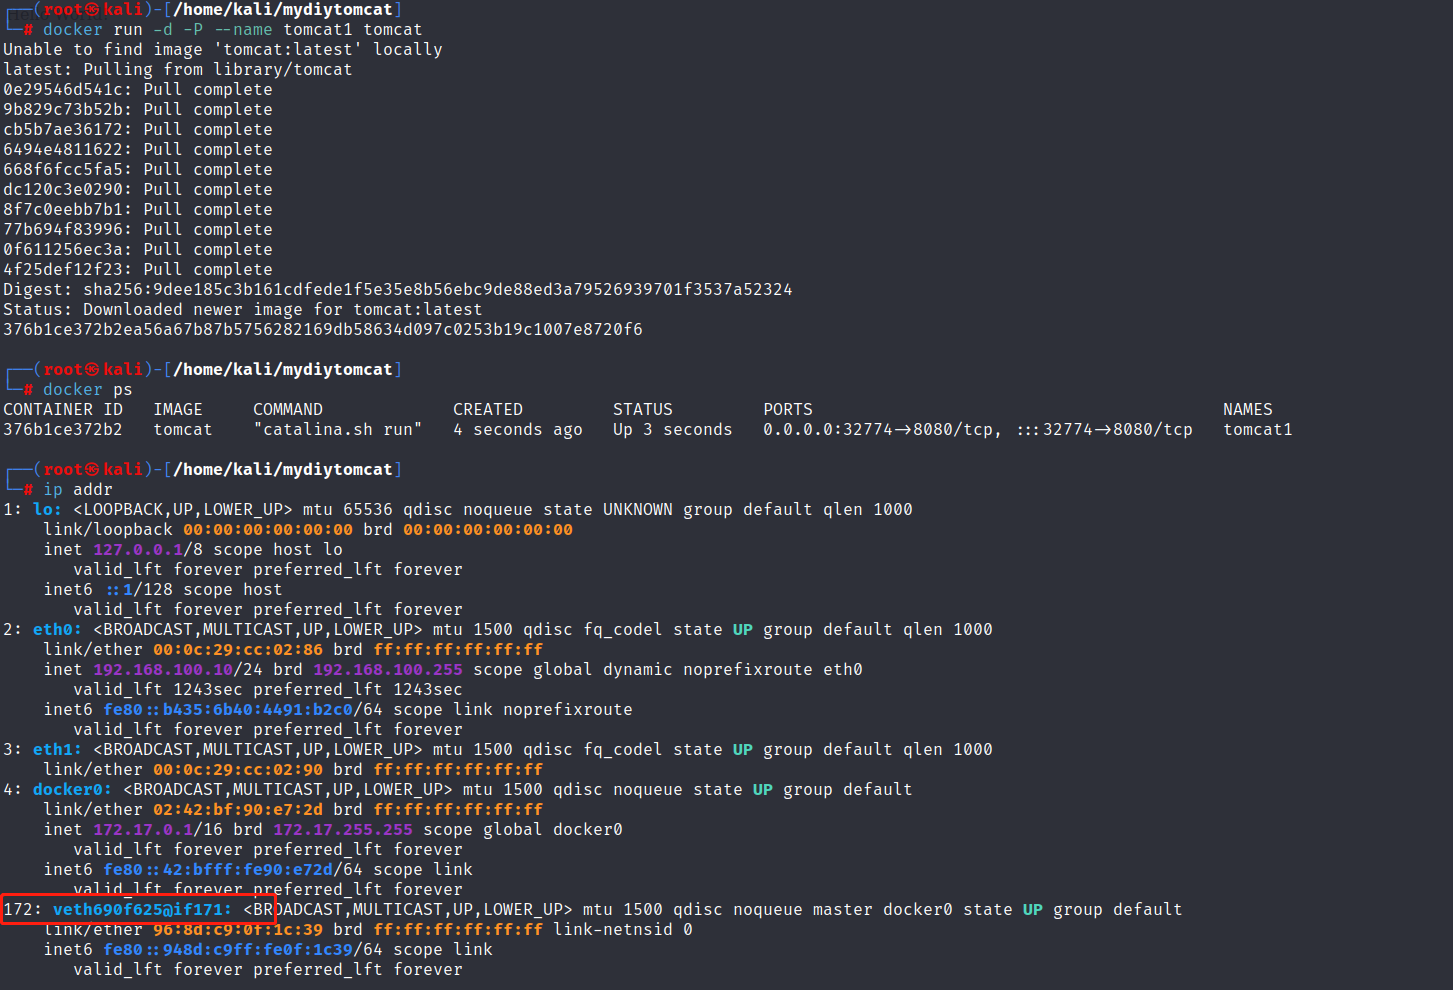 ┌──(root㉿kali)-[/home/kali/mydiytomcat]
└─# docker run -d -P --name tomcat1 tomcat
Unable to find image 'tomcat:latest' locally
latest: Pulling from library/tomcat
0e29546d541c: Pull complete
9b829c73b52b: Pull complete
cb5b7ae36172: Pull complete
6494e4811622: Pull complete
668f6fcc5fa5: Pull complete
dc120c3e0290: Pull complete
8f7c0eebb7b1: Pull complete
77b694f83996: Pull complete
0f611256ec3a: Pull complete
4f25def12f23: Pull complete
Digest: sha256:9dee185c3b161cdfede1f5e35e8b56ebc9de88ed3a79526939701f3537a52324
Status: Downloaded newer image for tomcat:latest
376b1ce372b2ea56a67b87b5756282169db58634d097c0253b19c1007e8720f6
┌──(root㉿kali)-[/home/kali/mydiytomcat]
└─# docker ps
CONTAINER ID   IMAGE     COMMAND             CREATED         STATUS         PORTS                                         NAMES
376b1ce372b2   tomcat    "catalina.sh run"   4 seconds ago   Up 3 seconds   0.0.0.0:32774->8080/tcp, :::32774->8080/tcp   tomcat1
┌──(root㉿kali)-[/home/kali/mydiytomcat]
└─# ip addr
1: lo: <LOOPBACK,UP,LOWER_UP> mtu 65536 qdisc noqueue state UNKNOWN group default qlen 1000
    link/loopback 00:00:00:00:00:00 brd 00:00:00:00:00:00
    inet 127.0.0.1/8 scope host lo
       valid_lft forever preferred_lft forever
    inet6 ::1/128 scope host
       valid_lft forever preferred_lft forever
2: eth0: <BROADCAST,MULTICAST,UP,LOWER_UP> mtu 1500 qdisc fq_codel state UP group default qlen 1000
    link/ether 00:0c:29:cc:02:86 brd ff:ff:ff:ff:ff:ff
    inet 192.168.100.10/24 brd 192.168.100.255 scope global dynamic noprefixroute eth0
       valid_lft 1243sec preferred_lft 1243sec
    inet6 fe80::b435:6b40:4491:b2c0/64 scope link noprefixroute
       valid_lft forever preferred_lft forever
3: eth1: <BROADCAST,MULTICAST,UP,LOWER_UP> mtu 1500 qdisc fq_codel state UP group default qlen 1000
    link/ether 00:0c:29:cc:02:90 brd ff:ff:ff:ff:ff:ff
4: docker0: <BROADCAST,MULTICAST,UP,LOWER_UP> mtu 1500 qdisc noqueue state UP group default
    link/ether 02:42:bf:90:e7:2d brd ff:ff:ff:ff:ff:ff
    inet 172.17.0.1/16 brd 172.17.255.255 scope global docker0
       valid_lft forever preferred_lft forever
    inet6 fe80::42:bfff:fe90:e72d/64 scope link
       valid_lft forever preferred_lft forever
172: veth690f625@if171: <BROADCAST,MULTICAST,UP,LOWER_UP> mtu 1500 qdisc noqueue master docker0 state UP group default
    link/ether 96:8d:c9:0f:1c:39 brd ff:ff:ff:ff:ff:ff link-netnsid 0
    inet6 fe80::948d:c9ff:fe0f:1c39/64 scope link
       valid_lft forever preferred_lft forever